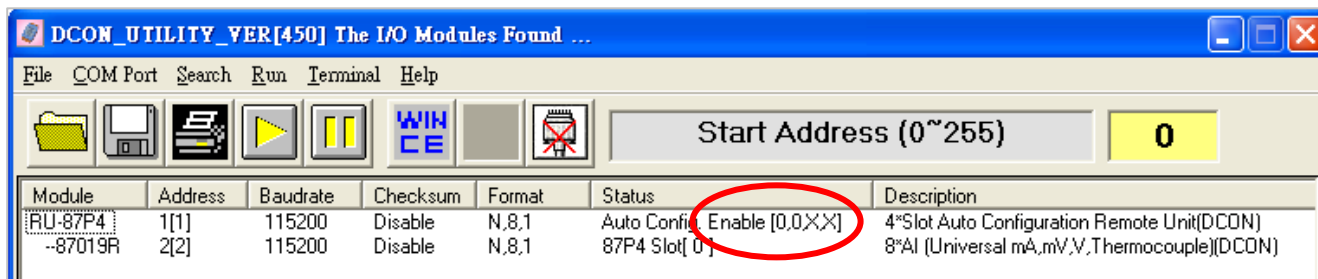 DCON_UTILITY_VER[450] The I/O Modules Found ...
File COM Port Search Run Terminal Help
WIN CE Start Address (0~255) 0
Module Address Baudrate Checksum Format Status Description
RU-87P4 1[1] 115200 Disable N,8,1 Auto Config. Enable [0,0,X,X] 4*Slot Auto Configuration Remote Unit(DCON)
--87019R 2[2] 115200 Disable N,8,1 87P4 Slot[ 0 ] 8*AI (Universal mA,mV,V,Thermocouple)(DCON)